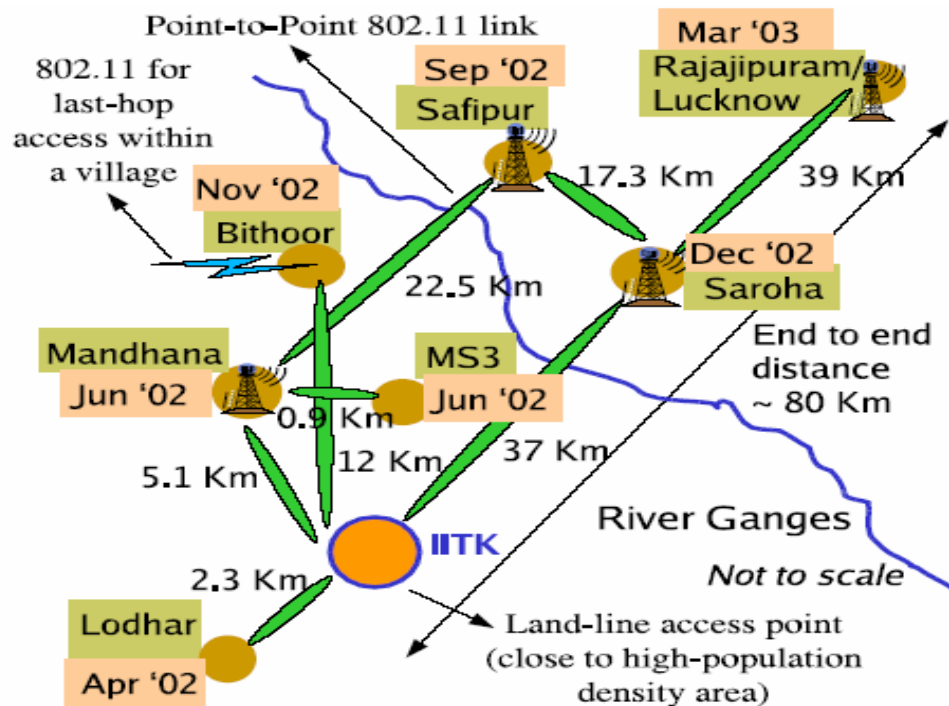 Point-to-Point 802.11 link
802.11 for
last-hop
access within
a village
Sep '02
Safipur
Mar '03
Rajajipuram/
Lucknow
17.3 Km
39 Km
Nov '02
Bithoor
22.5 Km
Dec '02
Saroha
Mandhana
Jun '02
MS3
Jun '02
0.9 Km
End to end
distance
~ 80 Km
5.1 Km
12 Km
37 Km
IITK
River Ganges
Not to scale
2.3 Km
Lodhar
Apr '02
Land-line access point
(close to high-population
density area)